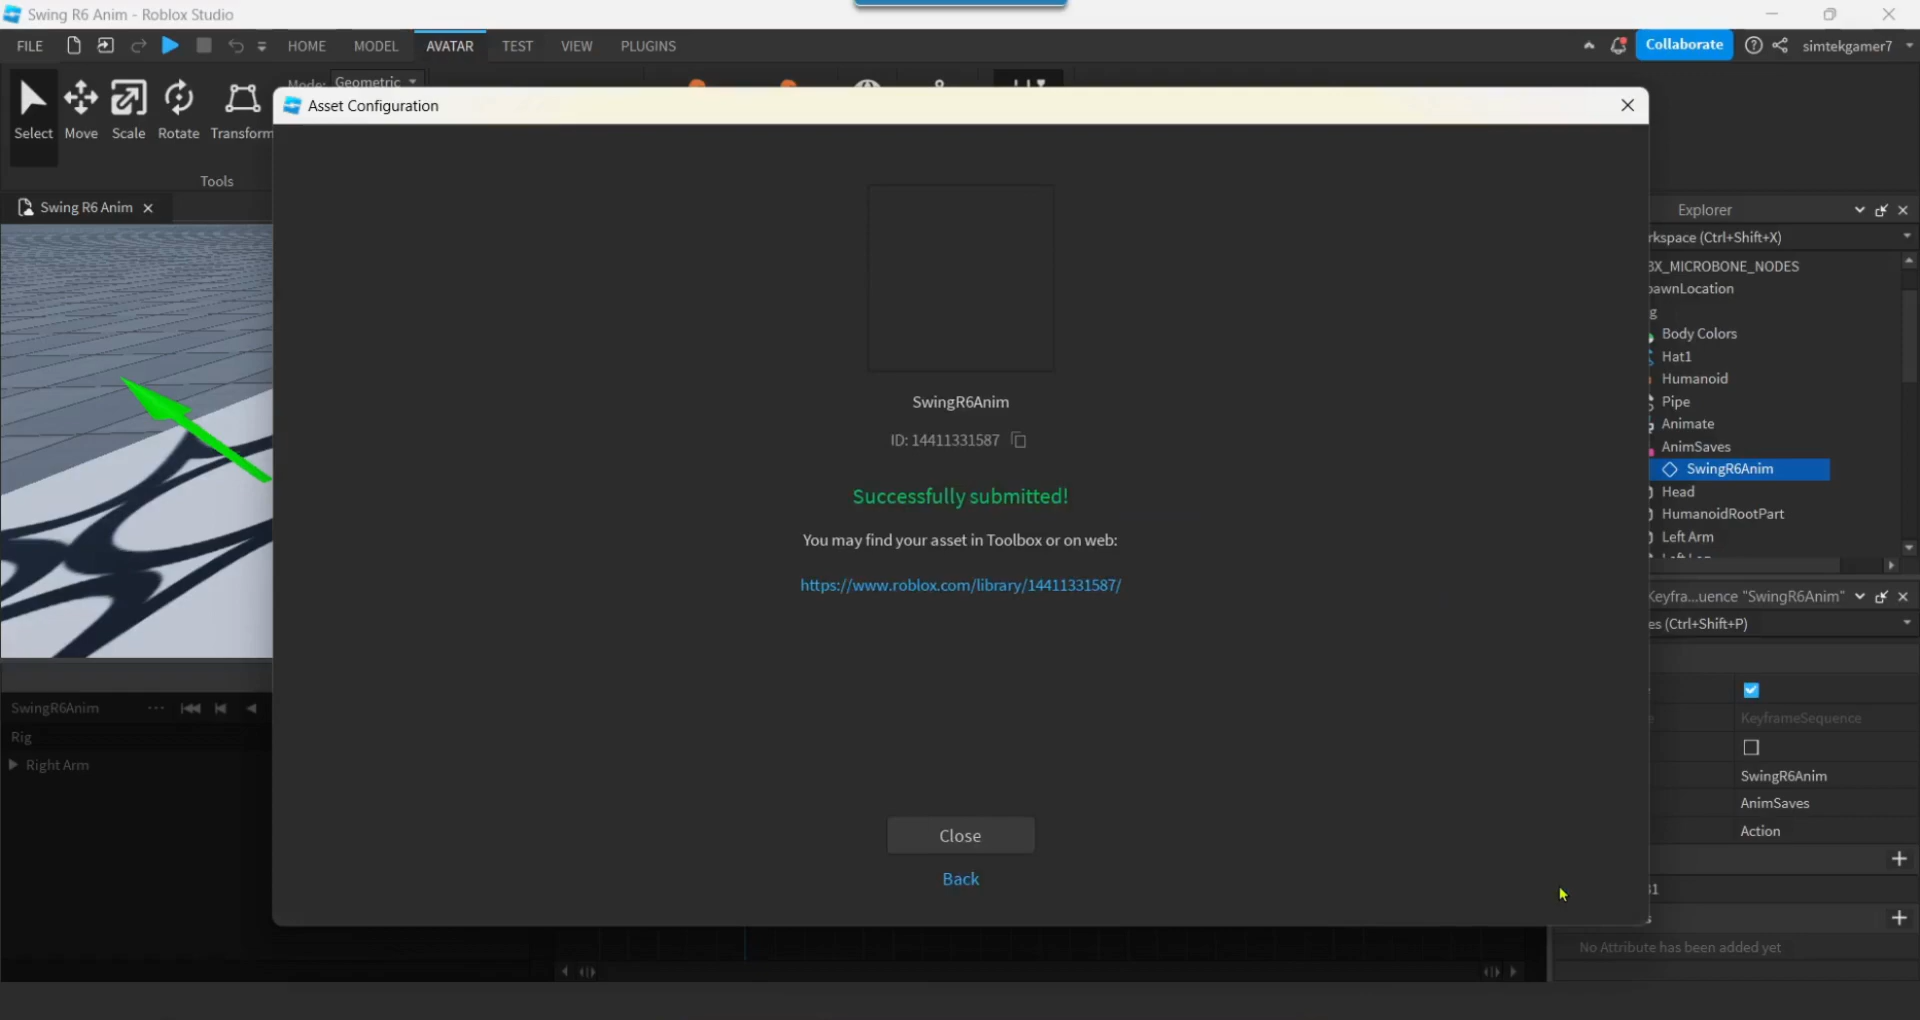 Swing R6 Anim - Roblox Studio
FILE HOME MODEL AVATAR TEST VIEW PLUGINS Collaborate simtekgamer7
Mode: Geometric
Select Move Scale Rotate Transform
Tools
Asset Configuration
Swing R6 Anim
SwingR6Anim
ID: 14411331587
Successfully submitted!
You may find your asset in Toolbox or on web:
https://www.roblox.com/library/14411331587/
Close
Back
Explorer
rkspace (Ctrl+Shift+X)
BX_MICROBONE_NODES
pawnLocation
g
Body Colors
Hat1
Humanoid
Pipe
Animate
AnimSaves
SwingR6Anim
Head
HumanoidRootPart
Left Arm
Keyfra...uence "SwingR6Anim"
es (Ctrl+Shift+P)
KeyframeSequence
SwingR6Anim
AnimSaves
Action
No Attribute has been added yet
SwingR6Anim
Rig
Right Arm